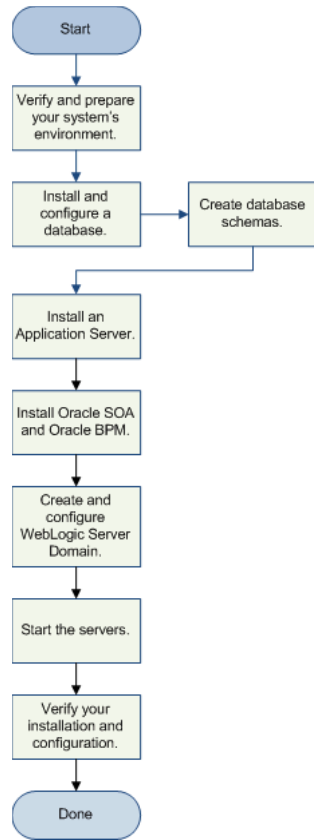 Start
Verify and prepare
your system's
environment.
Install and
configure a
database.
Create database
schemas.
Install an
Application Server.
Install Oracle SOA
and Oracle BPM.
Create and
configure
WebLogic Server
Domain.
Start the servers.
Verify your
installation and
configuration.
Done